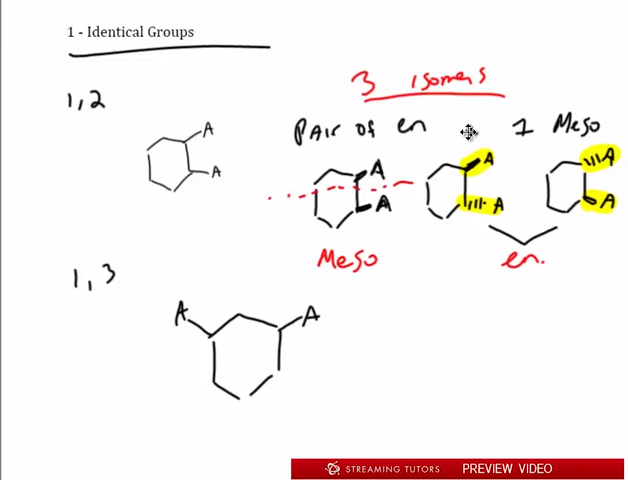 1 - Identical Groups
3 isomers
1,2
Pair of en
1 Meso
A
A
A
A
A
A
A
A
Meso
en.
1,3
A
A
STREAMING TUTORS
PREVIEW VIDEO